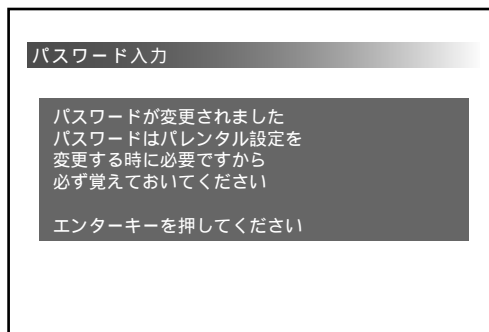 パスワード入力
パスワードが変更されました
パスワードはパレンタル設定を
変更する時に必要ですから
必ず覚えておいてください
エンターキーを押してください